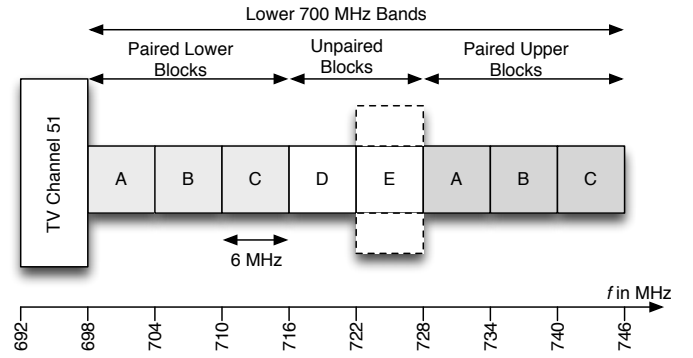 Lower 700 MHz Bands
Paired Lower
Blocks
Unpaired
Blocks
Paired Upper
Blocks
TV Channel 51
A
B
C
D
E
A
B
C
6 MHz
f in MHz
692
698
704
710
716
722
728
734
740
746